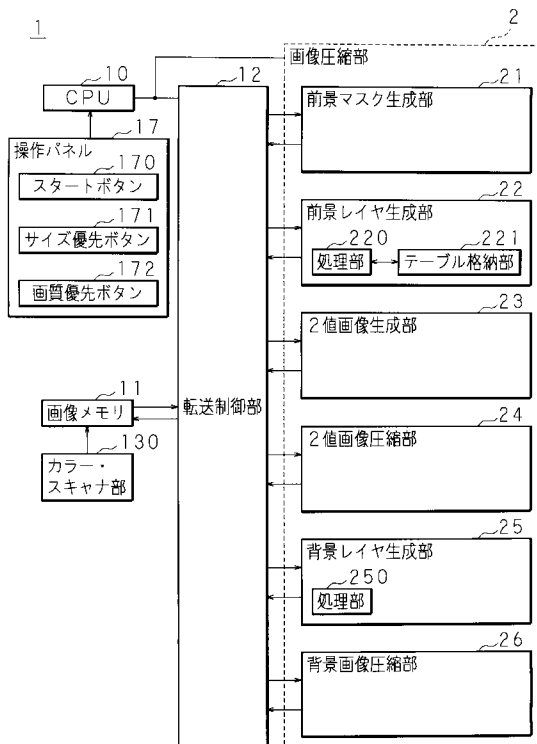 1
2
画像圧縮部
10
CPU
12
転送制御部
17
操作パネル
170
スタートボタン
171
サイズ優先ボタン
172
画質優先ボタン
11
画像メモリ
130
カラー・
スキャナ部
21
前景マスク生成部
22
前景レイヤ生成部
220
処理部
221
テーブル格納部
23
2値画像生成部
24
2値画像圧縮部
25
背景レイヤ生成部
250
処理部
26
背景画像圧縮部